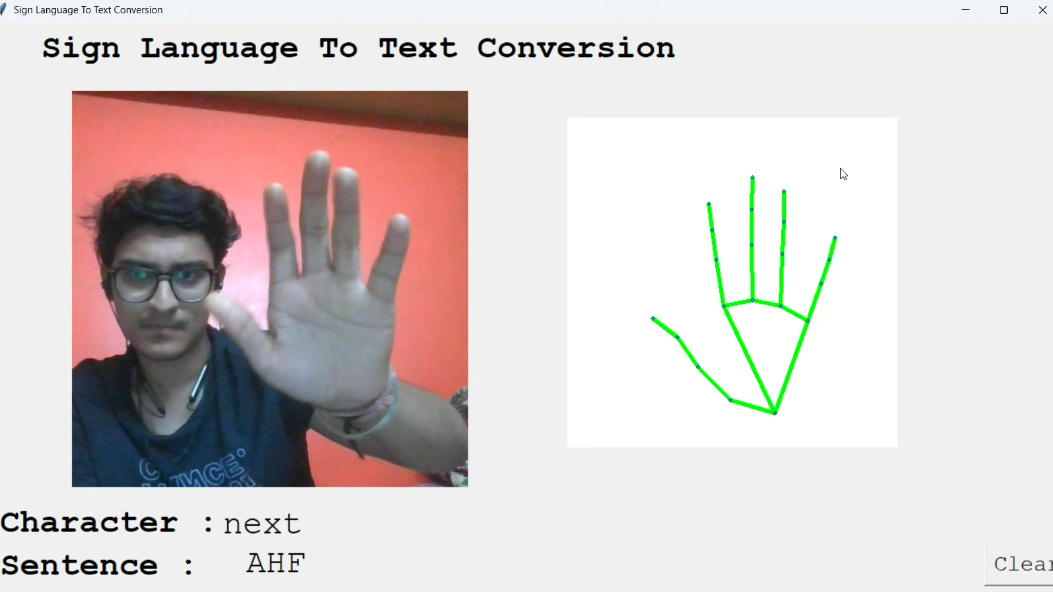 Sign Language To Text Conversion
Sign Language To Text Conversion
Character : next
Sentence : AHF
Clear